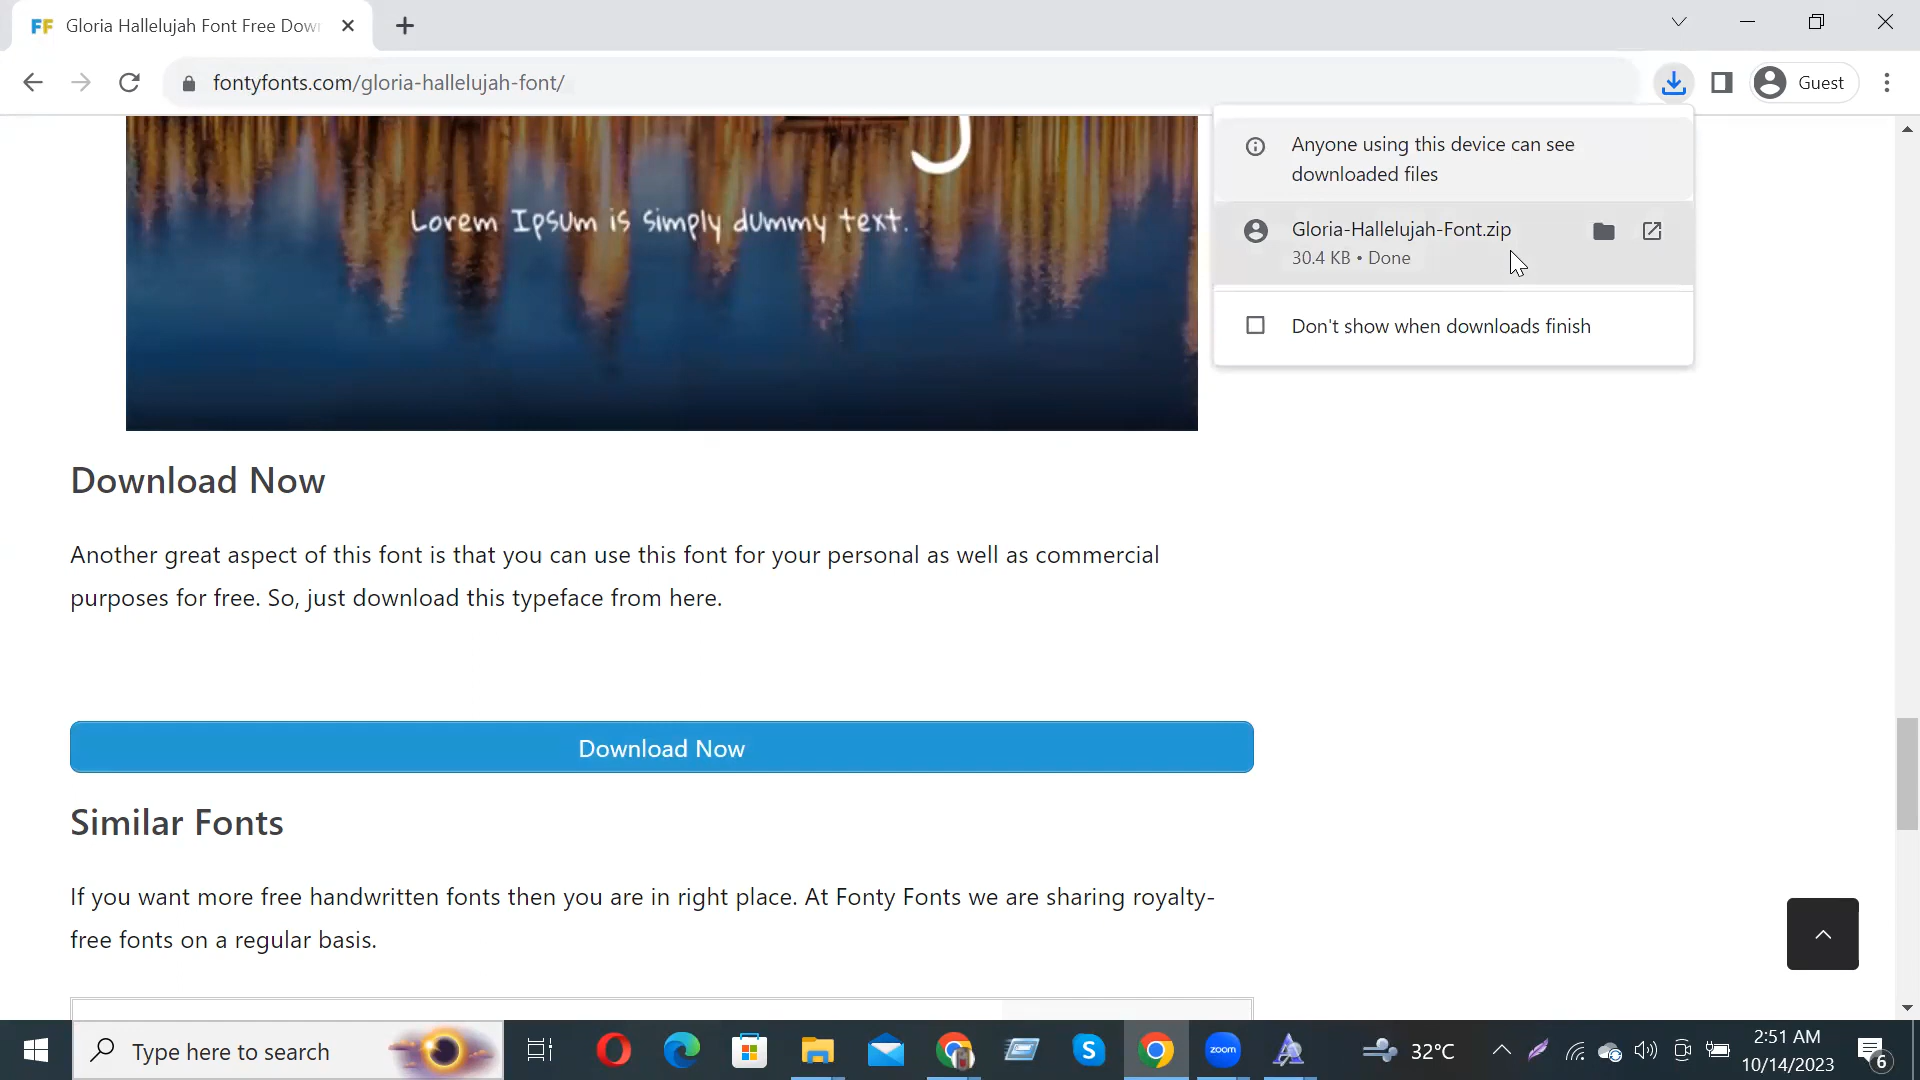 FF Gloria Hallelujah Font Free Dow
fontyfonts.com/gloria-hallelujah-font/
Guest
Anyone using this device can see
downloaded files
Gloria-Hallelujah-Font.zip
30.4 KB • Done
Don't show when downloads finish
Lorem Ipsum is simply dummy text.
Download Now
Another great aspect of this font is that you can use this font for your personal as well as commercial
purposes for free. So, just download this typeface from here.
Download Now
Similar Fonts
If you want more free handwritten fonts then you are in right place. At Fonty Fonts we are sharing royalty-
free fonts on a regular basis.
Type here to search
zoom
32°C
2:51 AM
10/14/2023
6